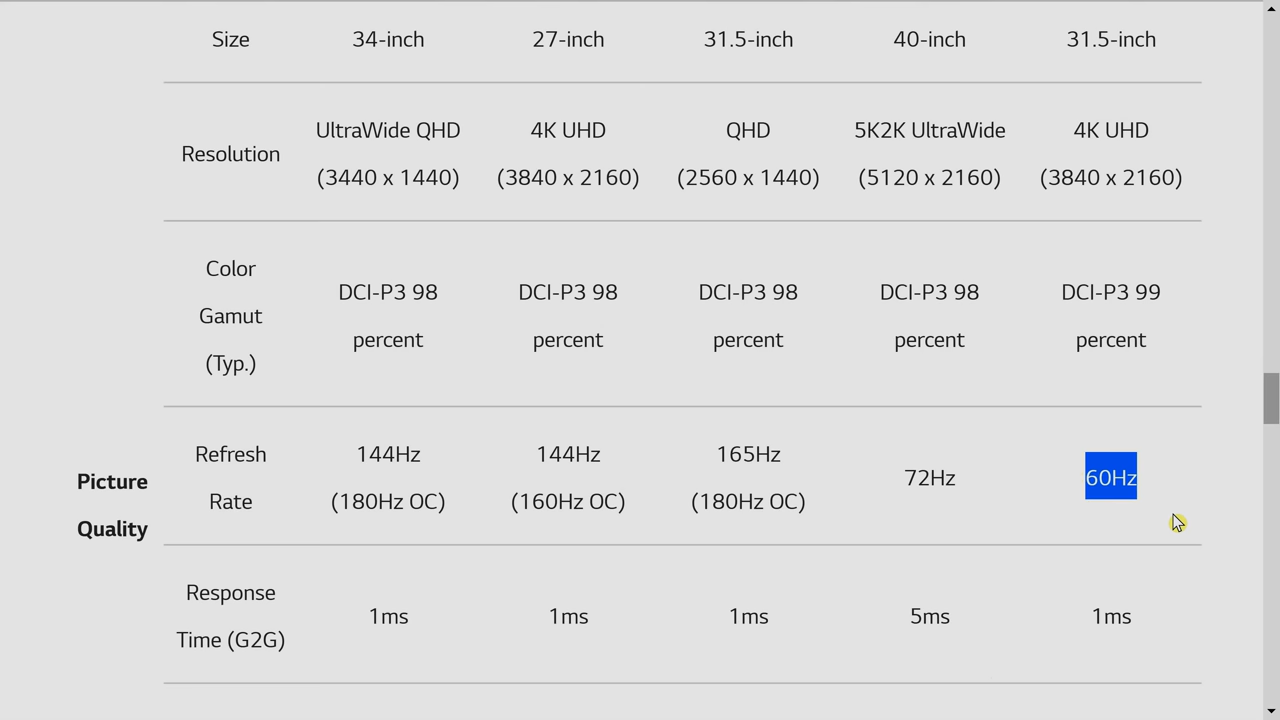 Size 34-inch 27-inch 31.5-inch 40-inch 31.5-inch
UltraWide QHD 4K UHD QHD 5K2K UltraWide 4K UHD
Resolution
(3440 x 1440) (3840 x 2160) (2560 x 1440) (5120 x 2160) (3840 x 2160)
Color
DCI-P3 98 DCI-P3 98 DCI-P3 98 DCI-P3 98 DCI-P3 99
Gamut
percent percent percent percent percent
(Typ.)
Refresh 144Hz 144Hz 165Hz
72Hz 60Hz
Picture
Rate (180Hz OC) (160Hz OC) (180Hz OC)
Quality
Response
1ms 1ms 1ms 5ms 1ms
Time (G2G)